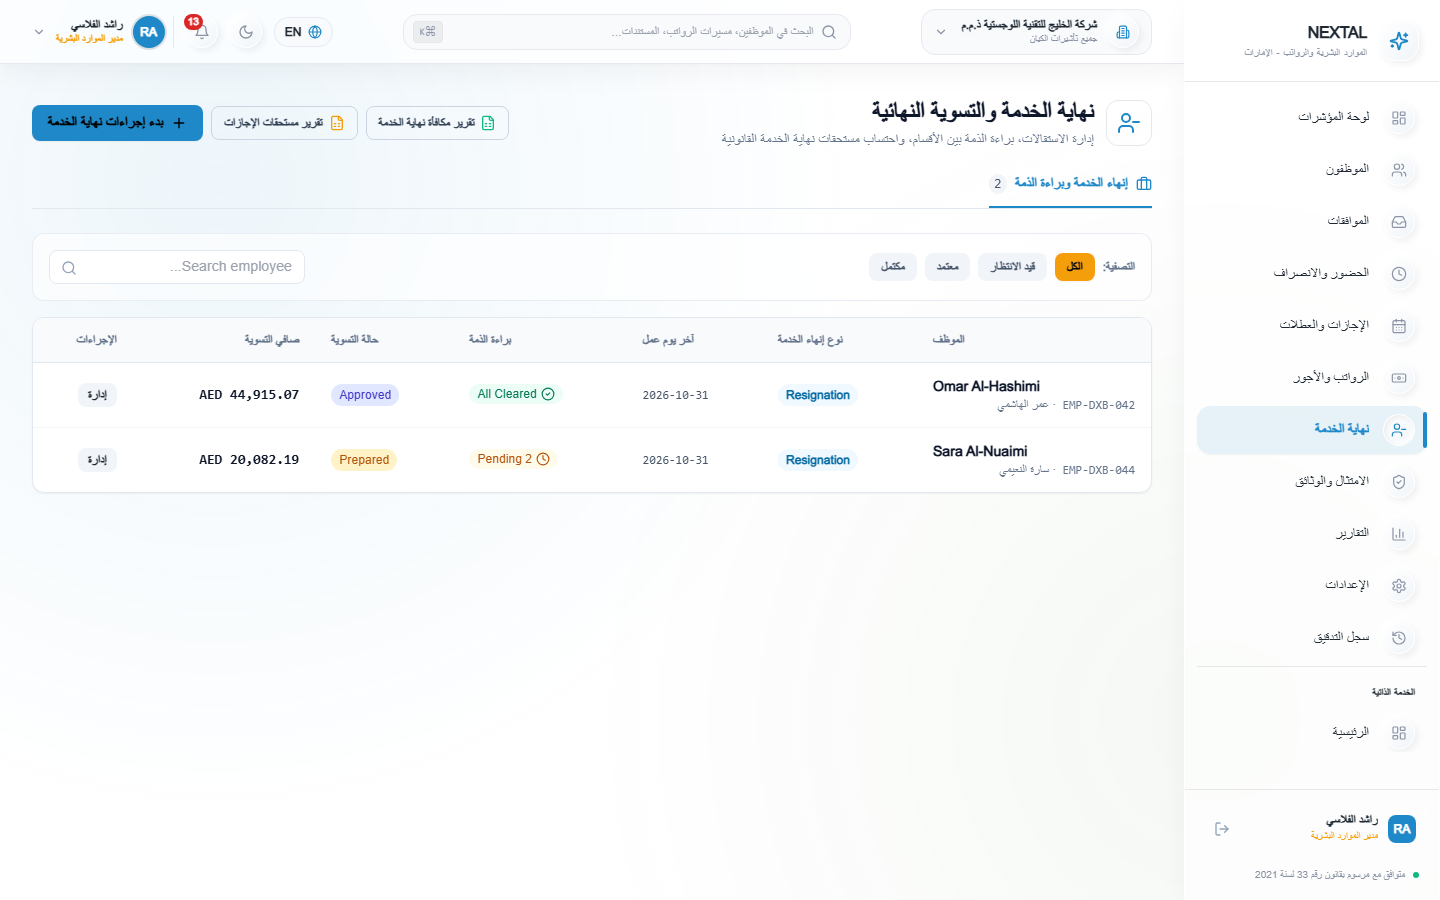 NEXTAL
الموارد البشرية والرواتب - الإمارات
شركة الخليج للتقنية اللوجستية ذ.م.م
جميع تأشيرات الكيان
البحث في الموظفين، مسيرات الرواتب، المستندات...
⌘K
EN
13
RA
راشد الفلاسي
مدير الموارد البشرية
لوحة المؤشرات
الموظفون
الموافقات
الحضور والانصراف
الإجازات والعطلات
الرواتب والأجور
نهاية الخدمة
الامتثال والوثائق
التقارير
الإعدادات
سجل التدقيق
الخدمة الذاتية
الرئيسية
RA
راشد الفلاسي
مدير الموارد البشرية
متوافق مع مرسوم بقانون رقم 33 لسنة 2021
نهاية الخدمة والتسوية النهائية
إدارة الاستقالات، براءة الذمة بين الأقسام، واحتساب مستحقات نهاية الخدمة القانونية
تقرير مكافأة نهاية الخدمة
تقرير مستحقات الإجازات
بدء إجراءات نهاية الخدمة
إنهاء الخدمة وبراءة الذمة 2
التصفية:
الكل
قيد الانتظار
معتمد
مكتمل
Search employee...
الموظف
نوع إنهاء الخدمة
آخر يوم عمل
براءة الذمة
حالة التسوية
صافي التسوية
الإجراءات
Omar Al-Hashimi
EMP-DXB-042 · عمر الهاشمي
Resignation
2026-10-31
All Cleared
Approved
AED 44,915.07
إدارة
Sara Al-Nuaimi
EMP-DXB-044 · سارة النعيمي
Resignation
2026-10-31
Pending 2
Prepared
AED 20,082.19
إدارة